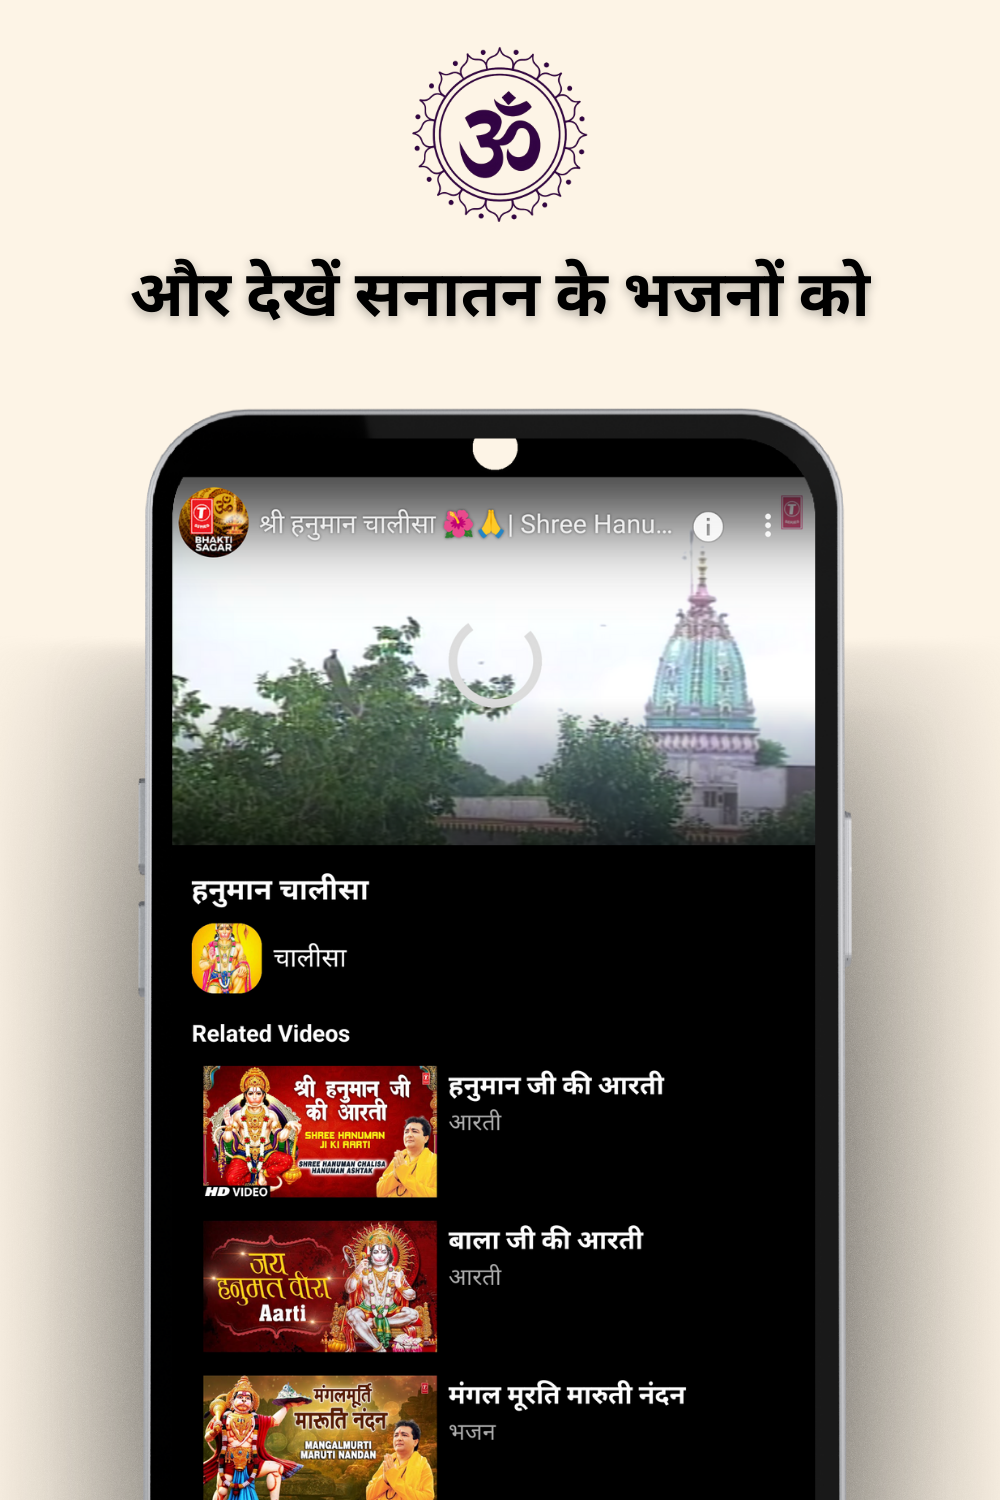 ॐ
और देखें सनातन के भजनों को
T
SERIES
BHAKTI
SAGAR
श्री हनुमान चालीसा 🌺🙏| Shree Hanu...
हनुमान चालीसा
चालीसा
Related Videos
श्री हनुमान जी
की आरती
SHREE HANUMAN
JI KI AARTI
SHREE HANUMAN CHALISA
HANUMAN ASHTAK
HD VIDEO
हनुमान जी की आरती
आरती
जय
हनुमत वीरा
Aarti
बाला जी की आरती
आरती
मंगलमूर्ति
मारूति नंदन
MANGALMURTI
MARUTI NANDAN
मंगल मूरति मारुती नंदन
भजन